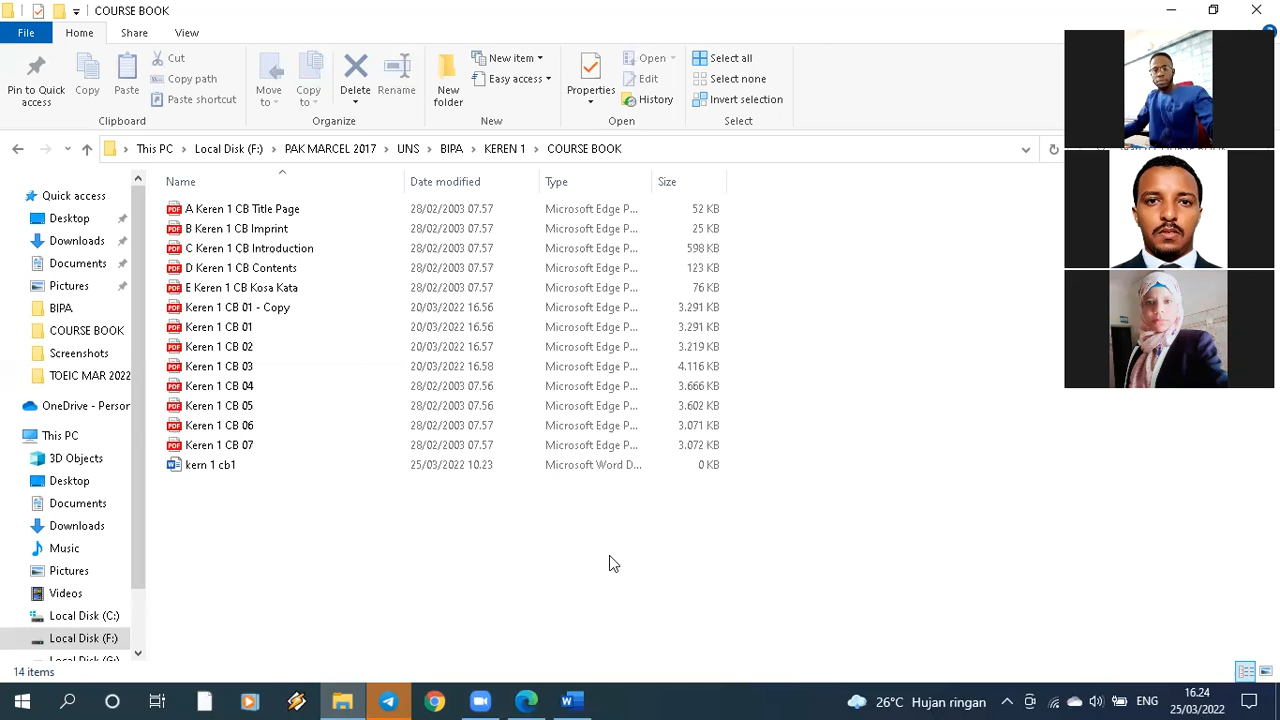 COURSE BOOK
File Home Share View
Pin to Quick access
Copy
Paste
Cut
Copy path
Paste shortcut
Clipboard
Move to
Copy to
Delete
Rename
Organize
New folder
New item
Easy access
New
Properties
Open
Edit
History
Open
Select all
Select none
Invert selection
Select
This PC > Local Disk (F:) > PAK MARCEL 2017 > UNS > BIPA > KEREN 1 > COURSE BOOK
Name Date modified Type Size
A Keren 1 CB Title Page 28/02/2003 07.57 Microsoft Edge P... 52 KB
B Keren 1 CB Imprint 28/02/2003 07.57 Microsoft Edge P... 25 KB
C Keren 1 CB Introduction 28/02/2003 07.57 Microsoft Edge P... 598 KB
D Keren 1 CB Contents 28/02/2003 07.57 Microsoft Edge P... 123 KB
E Keren 1 CB Kosa Kata 28/02/2003 07.57 Microsoft Edge P... 76 KB
Keren 1 CB 01 - Copy 20/03/2022 16.56 Microsoft Edge P... 3.291 KB
Keren 1 CB 01 20/03/2022 16.56 Microsoft Edge P... 3.291 KB
Keren 1 CB 02 20/03/2022 16.57 Microsoft Edge P... 3.219 KB
Keren 1 CB 03 20/03/2022 16.58 Microsoft Edge P... 4.116 KB
Keren 1 CB 04 28/02/2003 07.56 Microsoft Edge P... 3.666 KB
Keren 1 CB 05 28/02/2003 07.56 Microsoft Edge P... 3.602 KB
Keren 1 CB 06 28/02/2003 07.57 Microsoft Edge P... 3.071 KB
Keren 1 CB 07 28/02/2003 07.57 Microsoft Edge P... 3.072 KB
kern 1 cb1 25/03/2022 10.23 Microsoft Word D... 0 KB
Quick access
Desktop
Downloads
Documents
Pictures
BIPA
COURSE BOOK
Screenshots
TOEIC MAR 2022
OneDrive - Person
This PC
3D Objects
Desktop
Documents
Downloads
Music
Pictures
Videos
Local Disk (C:)
Local Disk (F:)
14 items
26°C Hujan ringan
ENG
16.24
25/03/2022